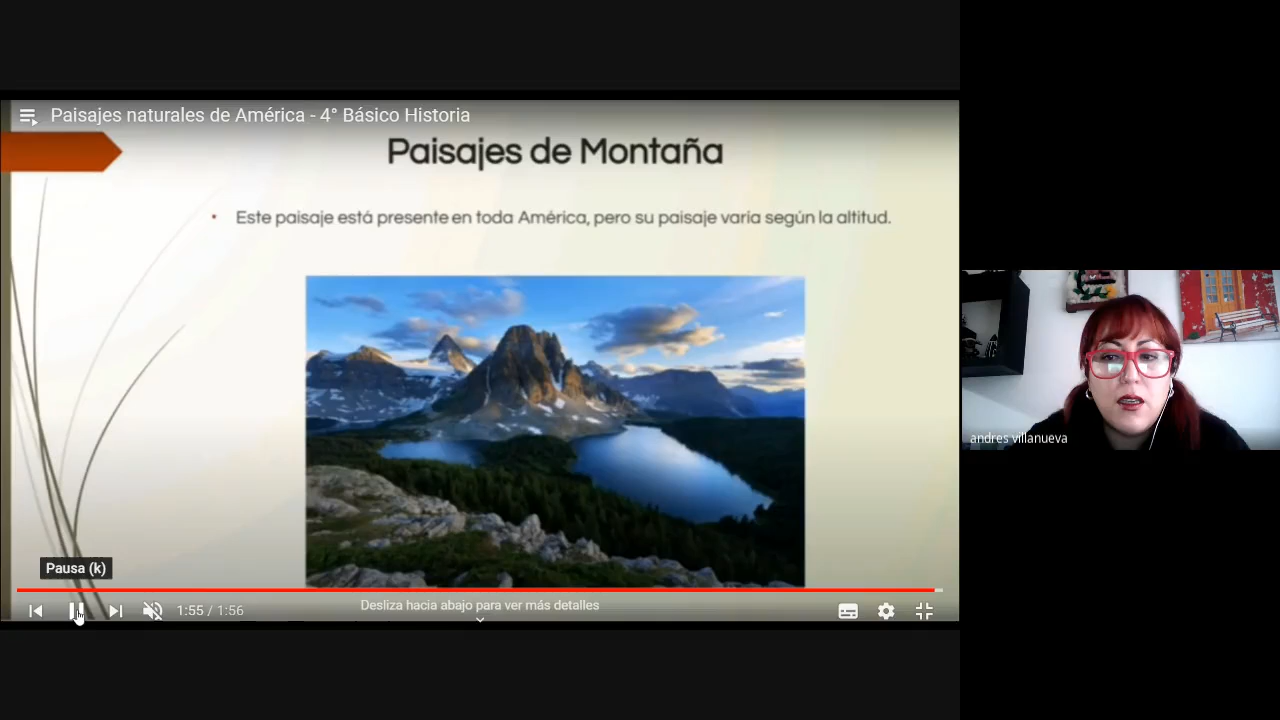 Paisajes naturales de América - 4° Básico Historia
Paisajes de Montaña
• Este paisaje está presente en toda América, pero su paisaje varía según la altitud.
andres villanueva
Pausa (k)
1:55 / 1:56
Desliza hacia abajo para ver más detalles